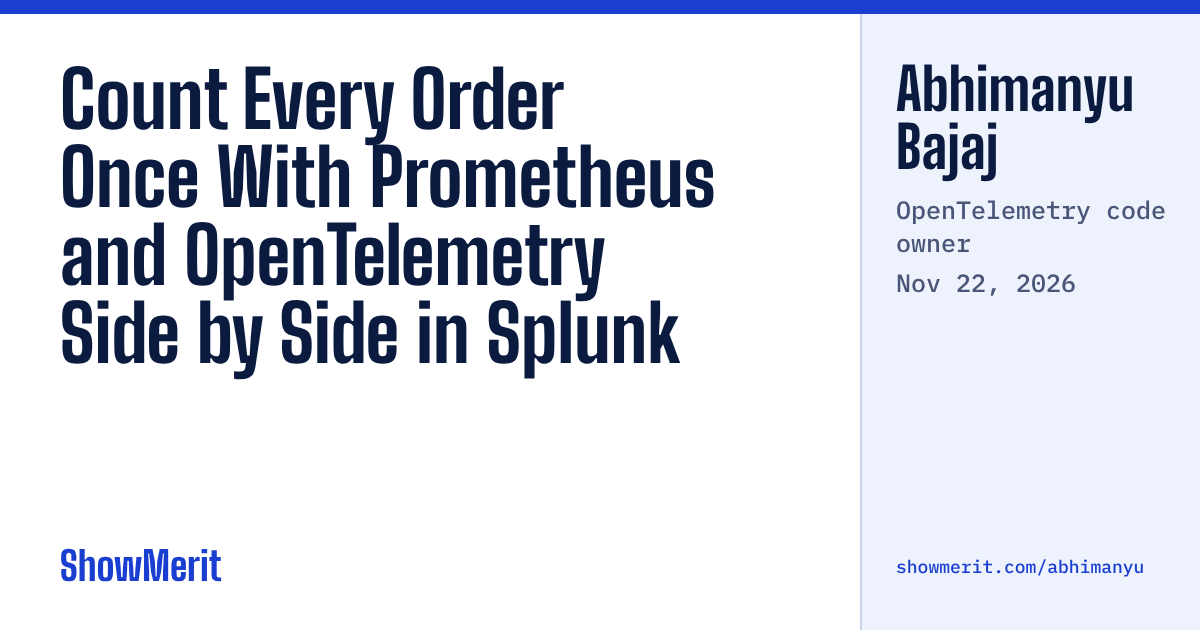 Count Every Order
Once With Prometheus
and OpenTelemetry
Side by Side in Splunk
ShowMerit
Abhimanyu
Bajaj
OpenTelemetry code
owner
Nov 22, 2026
showmerit.com/abhimanyu